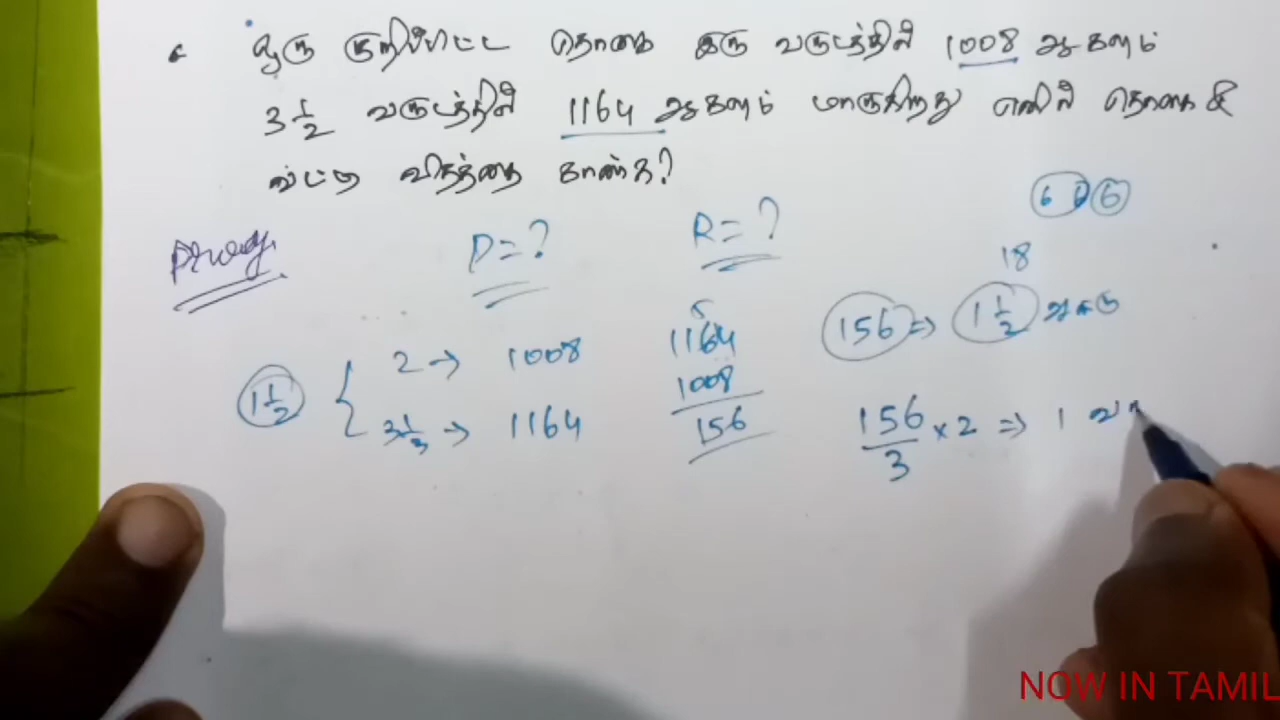 ஒரு குறிப்பிட்ட தொகை இரு வருடத்தில் 1008 ஆகவும்
3 1/2 வருடத்தில் 1164 ஆகவும் மாறுகிறது எனில் தொகை &
வட்டி விதத்தை காண்க?
P=? R=?
6 6 6
18
156 => 1 1/2 ஆண்டு
1 1/2 { 2 -> 1008
3 1/3 -> 1164
1164
1008
156
156/3 × 2 => 1 வ
NOW IN TAMIL